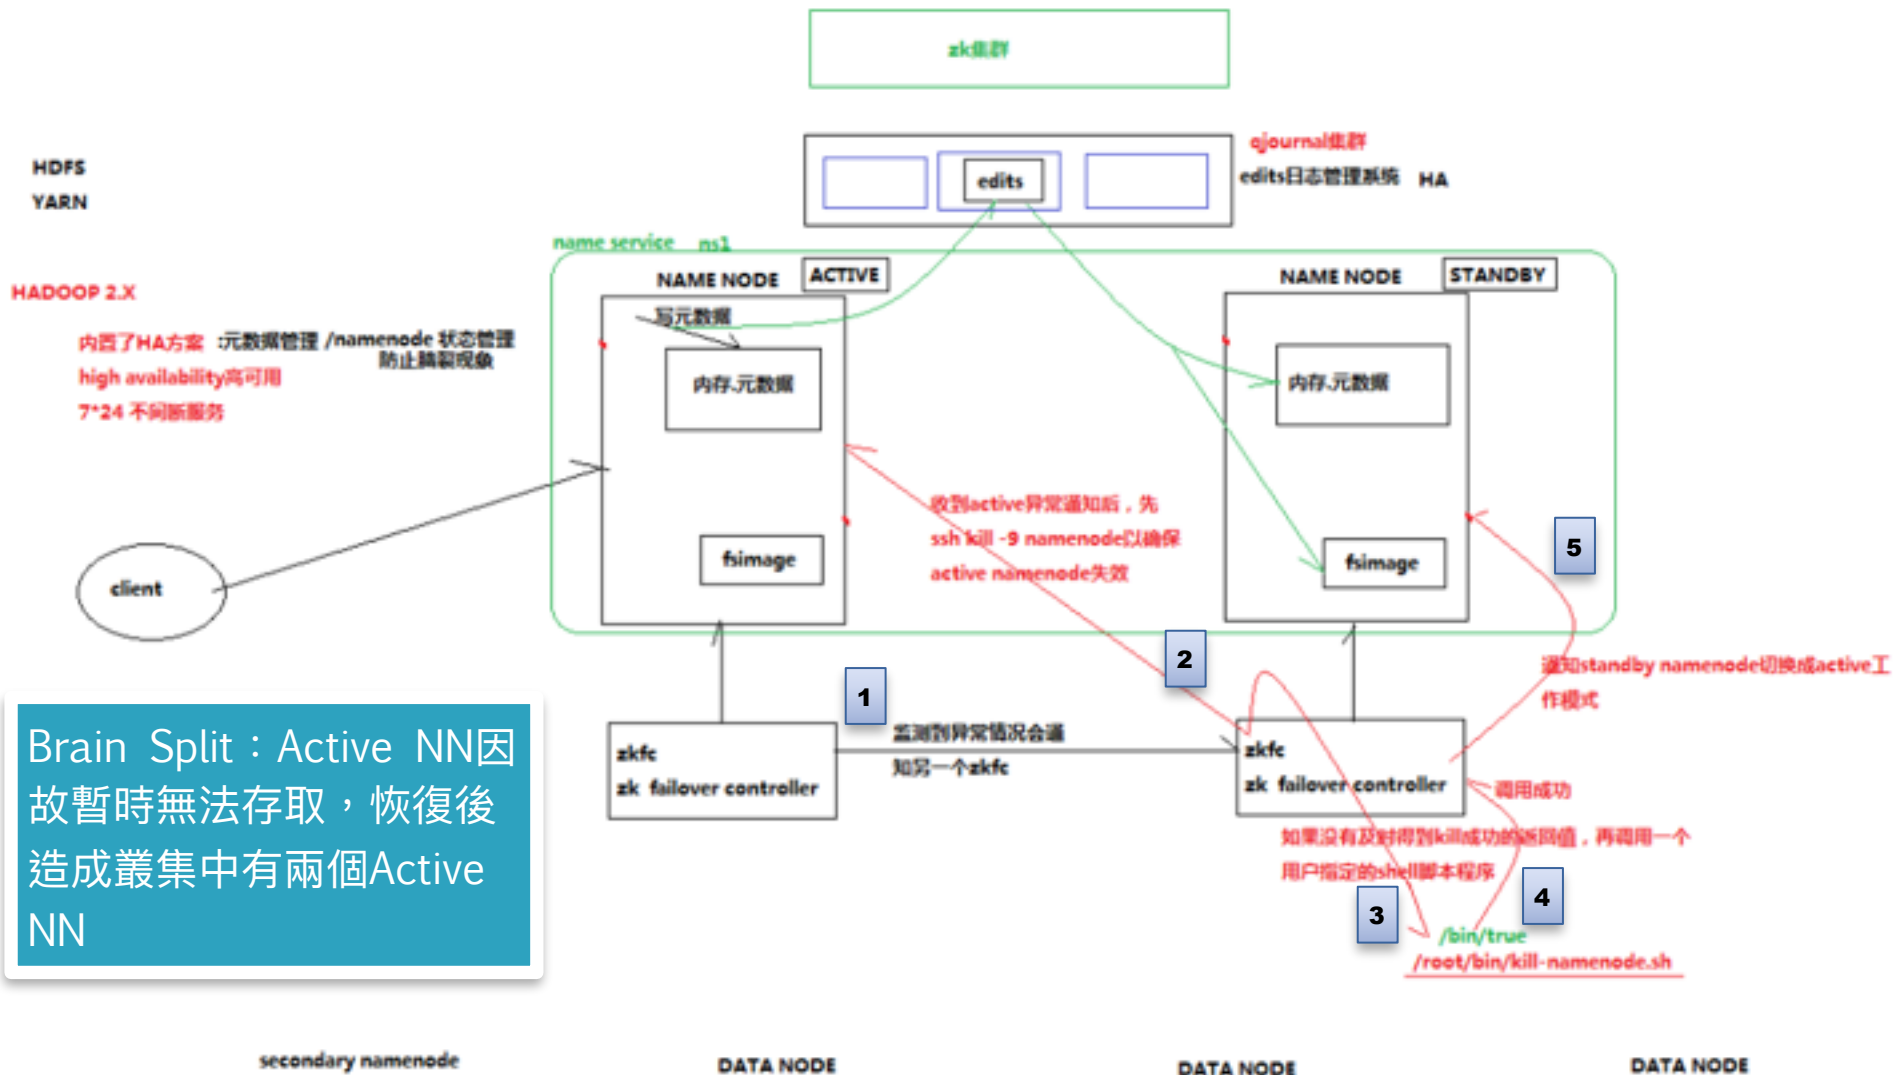 zk集群
qjournal集群
edits日志管理系统 HA
edits
HDFS
YARN
name service ns1
HADOOP 2.X
内置了HA方案 :元数据管理 /namenode 状态管理
防止脑裂现象
high availability高可用
7*24 不间断服务
NAME NODE ACTIVE
写元数据
内存.元数据
fsimage
NAME NODE STANDBY
内存.元数据
fsimage
client
收到active异常通知后，先
ssh kill -9 namenode以确保
active namenode失效
5
2
1
通知standby namenode切换成active工
作模式
zkfc
zk failover controller
监测到异常情况会通
知另一个zkfc
zkfc
zk failover controller
调用成功
如果没有及时得到kill成功的返回值，再调用一个
用户指定的shell脚本程序
3
4
/bin/true
/root/bin/kill-namenode.sh
Brain Split：Active NN因
故暫時無法存取，恢復後
造成叢集中有兩個Active
NN
secondary namenode
DATA NODE
DATA NODE
DATA NODE